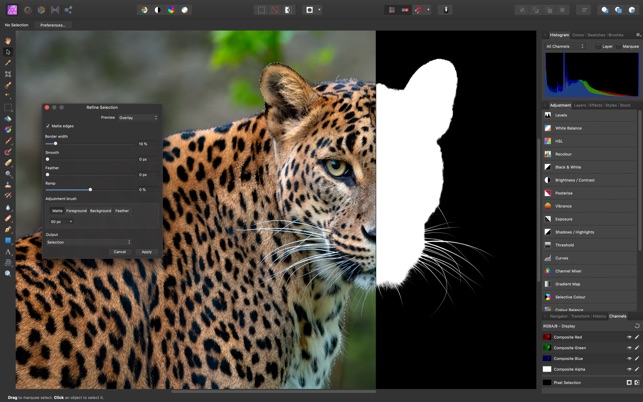 No Selection
Preferences...
Refine Selection
Preview
Overlay
Matte edges
Border width
10 %
Smooth
0 px
Feather
0 px
Ramp
0 %
Adjustment brush
Matte Foreground Background Feather
50 px
Output
Selection
Cancel
Apply
Histogram Colour Swatches Brushes
All Channels
Layer
Marquee
Adjustment Layers Effects Styles Stock
Levels
White Balance
HSL
Recolour
Black & White
Brightness / Contrast
Posterise
Vibrance
Exposure
Shadows / Highlights
Threshold
Curves
Channel Mixer
Gradient Map
Selective Colour
Colour Balance
Navigator Transform History Channels
RGBA/8 - Display
Composite Red
Composite Green
Composite Blue
Composite Alpha
Pixel Selection
Drag to marquee select. Click an object to select it.